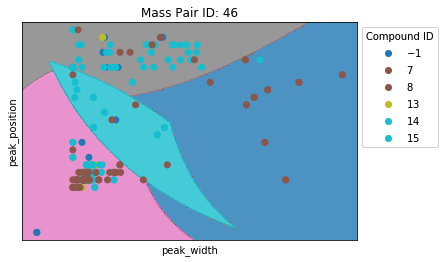 Mass Pair ID: 46
Compound ID
−1
7
8
13
14
15
peak_position
peak_width